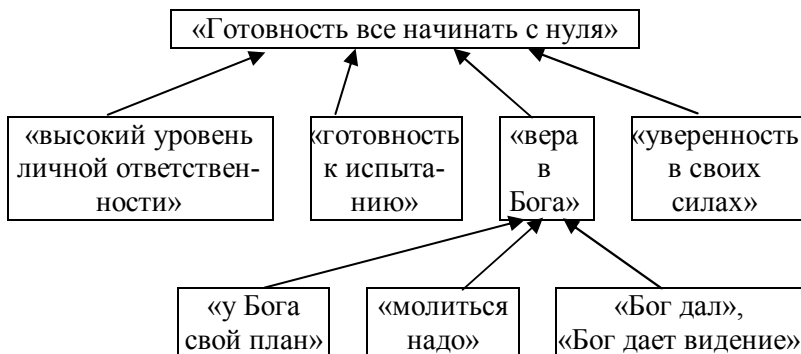 «Готовность все начинать с нуля»
«высокий уровень
личной ответствен-
ности»
«готовность
к испыта-
нию»
«вера
в
Бога»
«уверенность
в своих
силах»
«у Бога
свой план»
«молиться
надо»
«Бог дал»,
«Бог дает видение»